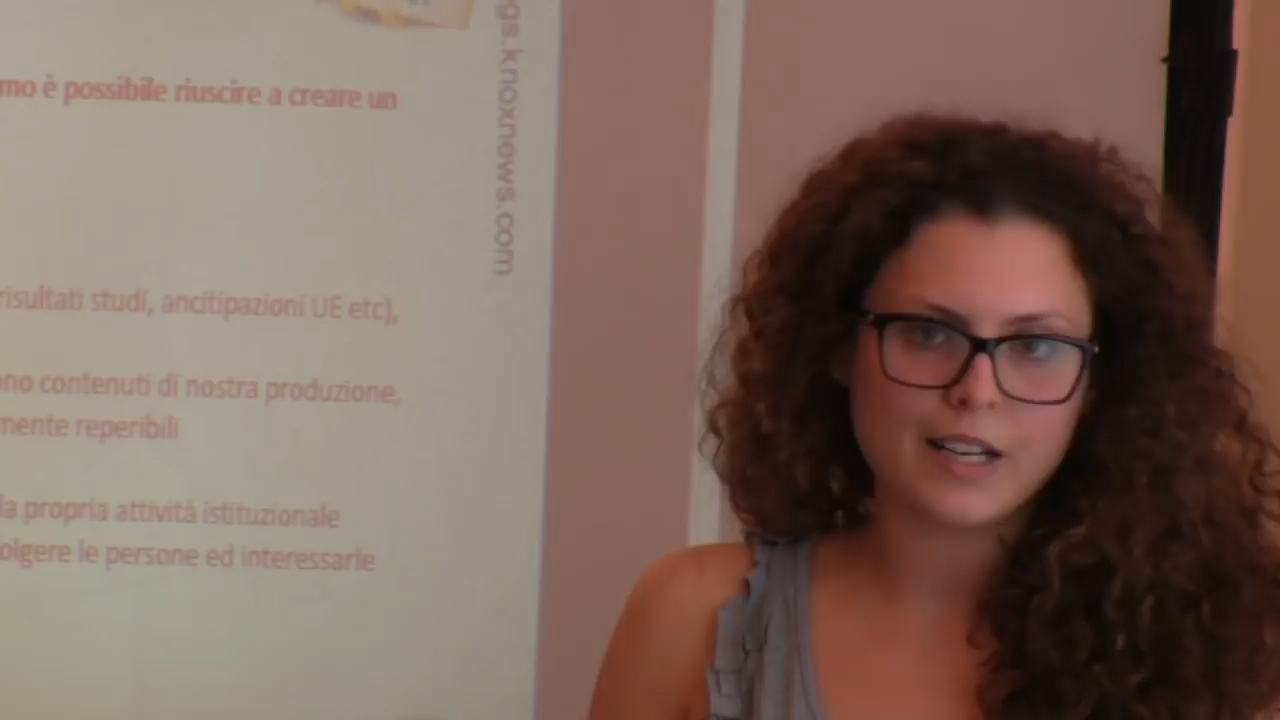 mo è possibile riuscire a creare un
gs.knoxnows.com
risultati studi, ancitipazioni UE etc),
ono contenuti di nostra produzione,
mente reperibili
la propria attività istituzionale
olgere le persone ed interessarle